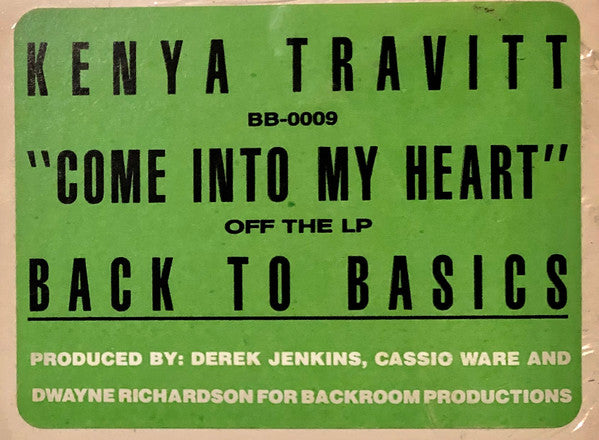 KENYA TRAVITT
BB-0009
"COME INTO MY HEART"
OFF THE LP
BACK TO BASICS
PRODUCED BY: DEREK JENKINS, CASSIO WARE AND
DWAYNE RICHARDSON FOR BACKROOM PRODUCTIONS